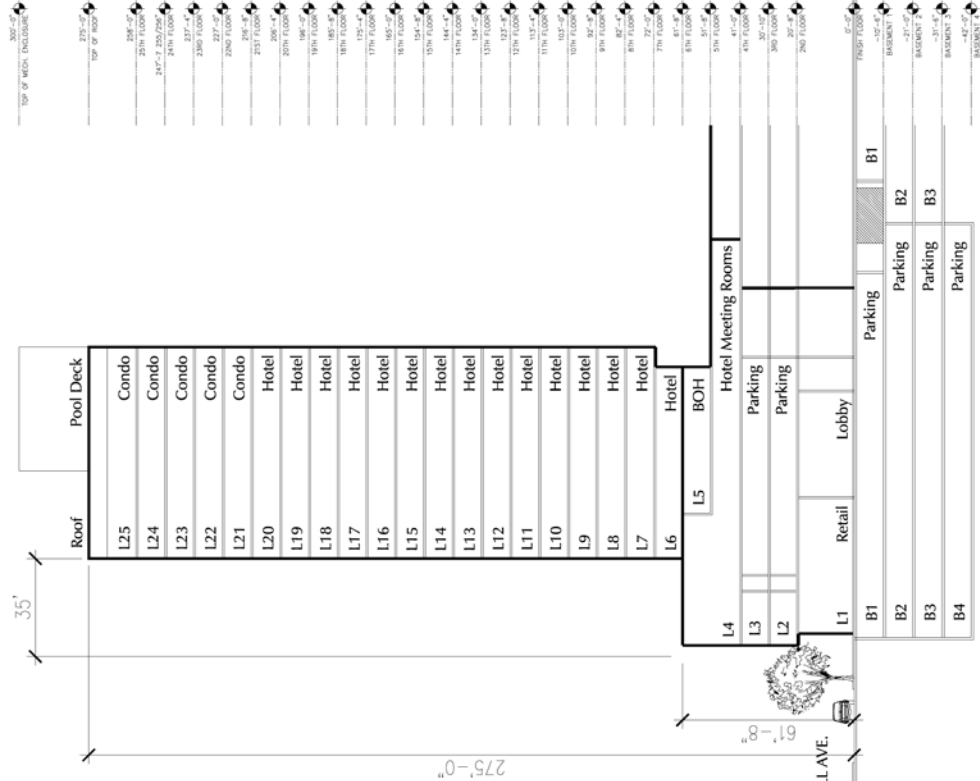 300'-0"
TOP OF MECH. ENCLOSURE
275'-0"
TOP OF ROOF
258'-0"
25TH FLOOR
247'-7 255/256"
24TH FLOOR
237'-4"
23RD FLOOR
227'-0"
22ND FLOOR
216'-8"
21ST FLOOR
206'-4"
20TH FLOOR
196'-0"
19TH FLOOR
185'-8"
18TH FLOOR
175'-4"
17TH FLOOR
165'-0"
16TH FLOOR
154'-8"
15TH FLOOR
144'-4"
14TH FLOOR
134'-0"
13TH FLOOR
123'-8"
12TH FLOOR
113'-4"
11TH FLOOR
103'-0"
10TH FLOOR
92'-8"
9TH FLOOR
82'-4"
8TH FLOOR
72'-0"
7TH FLOOR
61'-8"
6TH FLOOR
51'-8"
5TH FLOOR
41'-0"
4TH FLOOR
30'-10"
3RD FLOOR
20'-8"
2ND FLOOR
0'-0"
FINISH FLOOR
-10'-6"
BASEMENT 1
-21'-0"
BASEMENT 2
-31'-6"
BASEMENT 3
-42'-0"
BASEMENT
35'
Roof Pool Deck
L25 Condo
L24 Condo
L23 Condo
L22 Condo
L21 Condo
L20 Hotel
L19 Hotel
L18 Hotel
L17 Hotel
L16 Hotel
L15 Hotel
L14 Hotel
L13 Hotel
L12 Hotel
L11 Hotel
L10 Hotel
L9 Hotel
L8 Hotel
L7 Hotel
L6 Hotel
L5 BOH
L4 Hotel Meeting Rooms
L3 Parking
L2 Parking
L1 Retail Lobby
B1 Parking B1
B2 Parking B2
B3 Parking B3
B4 Parking
275'-0"
61'-8"
LL AVE.